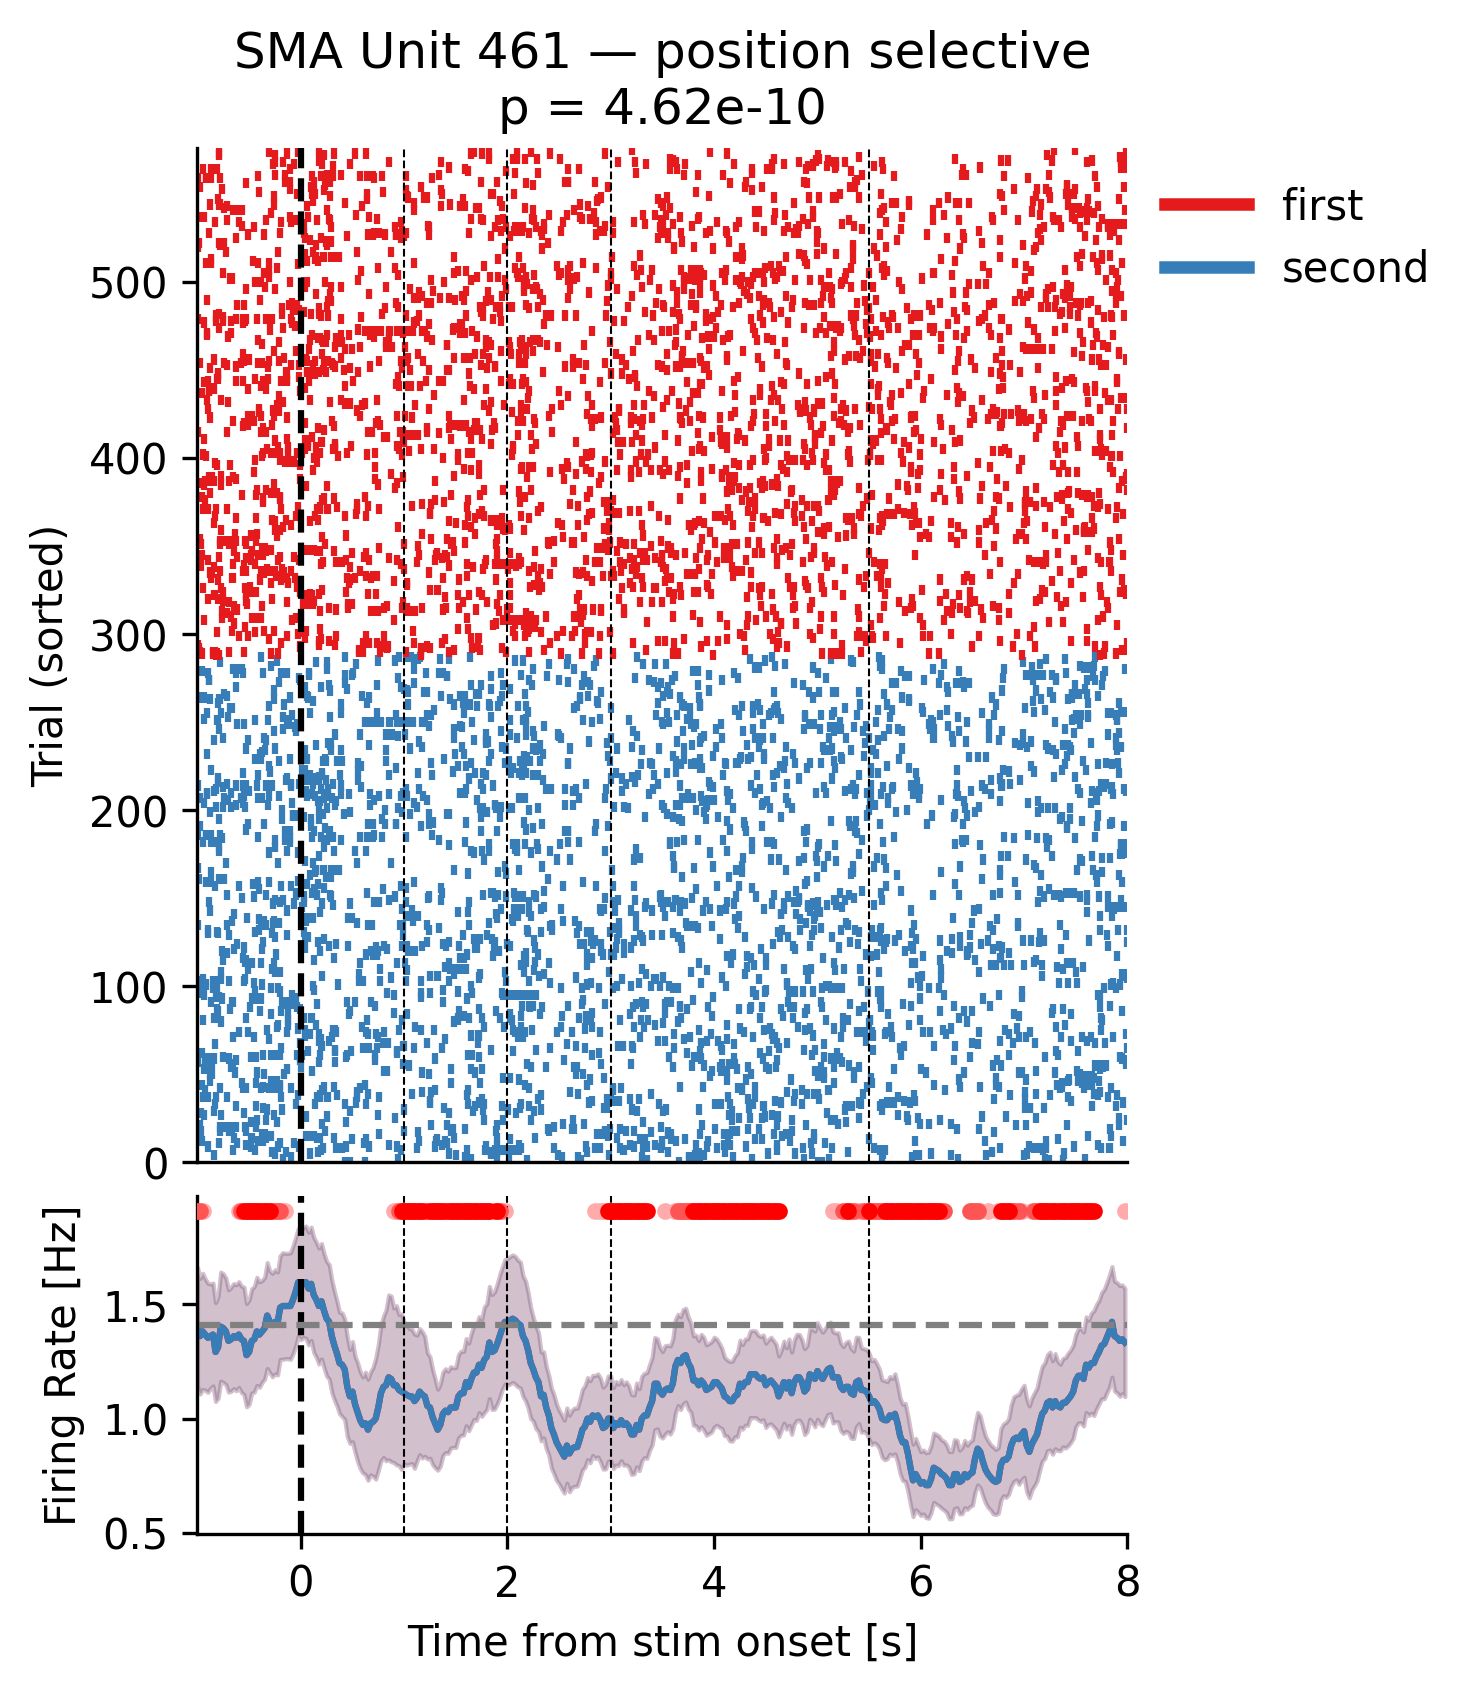 SMA Unit 461 — position selective
p = 4.62e-10
first
second
Trial (sorted)
500
400
300
200
100
0
Firing Rate [Hz]
1.5
1.0
0.5
0 2 4 6 8
Time from stim onset [s]